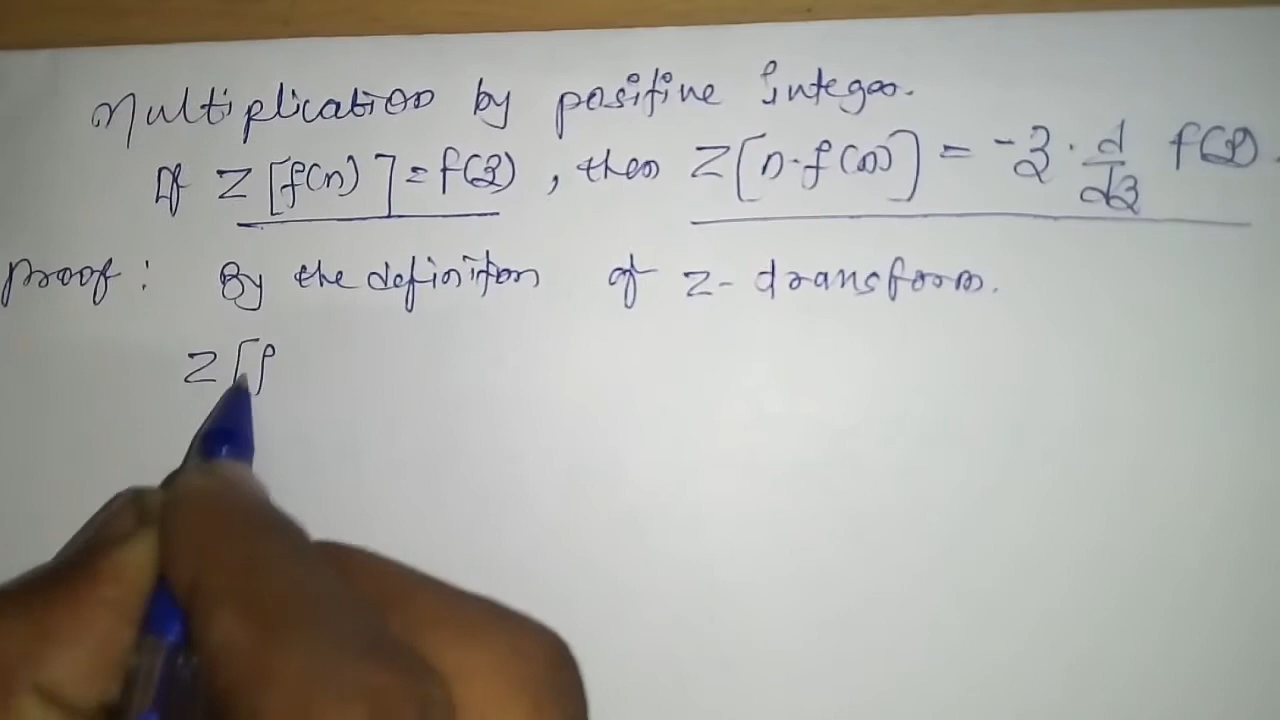 Multiplication by positive integer.
If Z[f(n)] = f(z), then Z[n·f(n)] = -z · d/dz f(z).
Proof: By the definition of z-transform.
Z[f